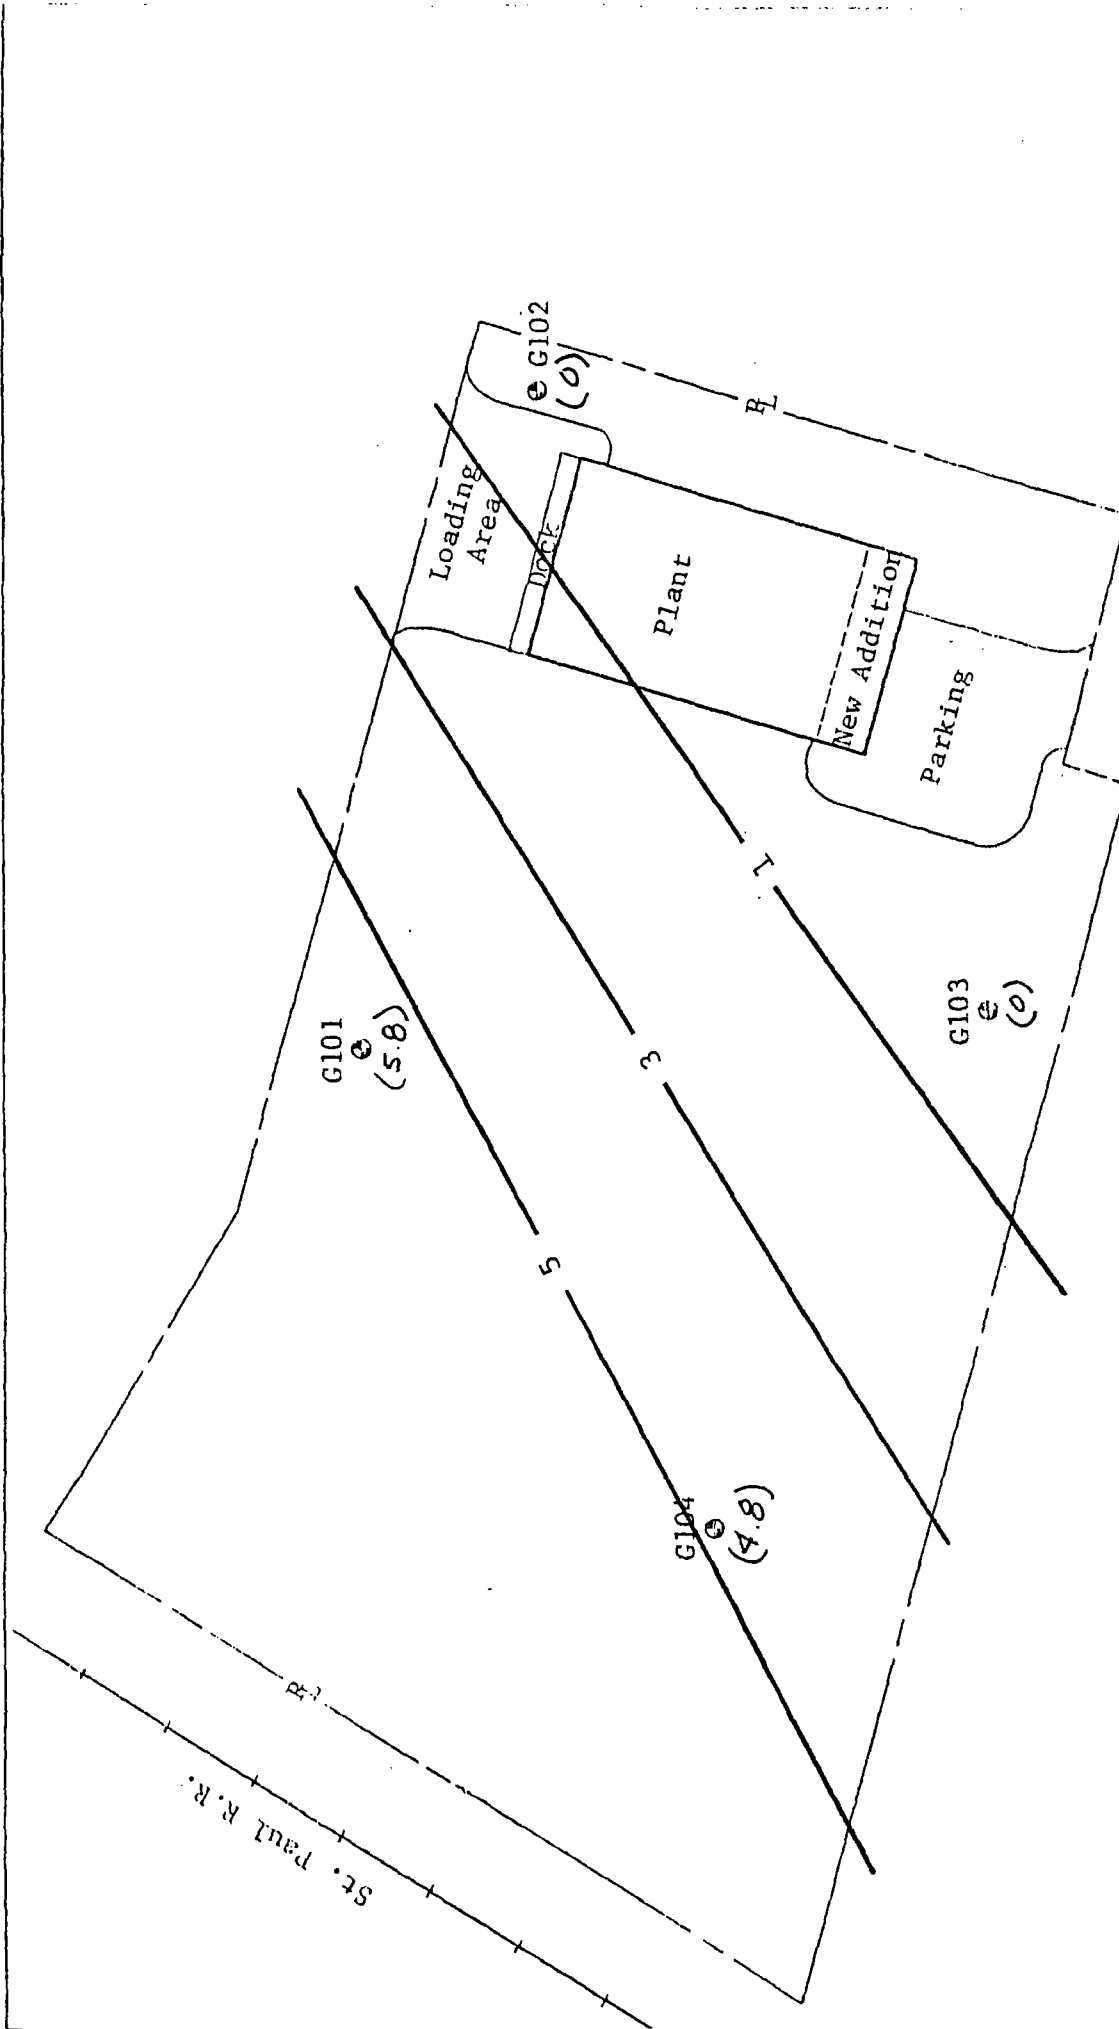 G102
(0)
Loading
Area
Dock
Plant
New Addition
Parking
PL
1
G103
(0)
G101
(5.8)
3
5
G104
(4.8)
St. Paul R.R.